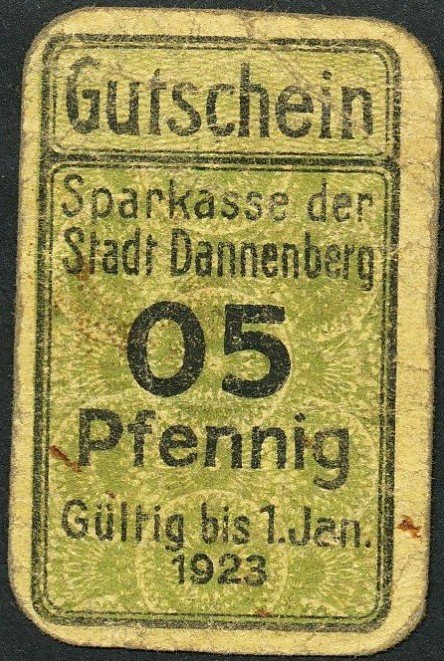 Gutschein
Sparkasse der
Stadt Dannenberg
05
Pfennig
Gültig bis 1. Jan.
1923